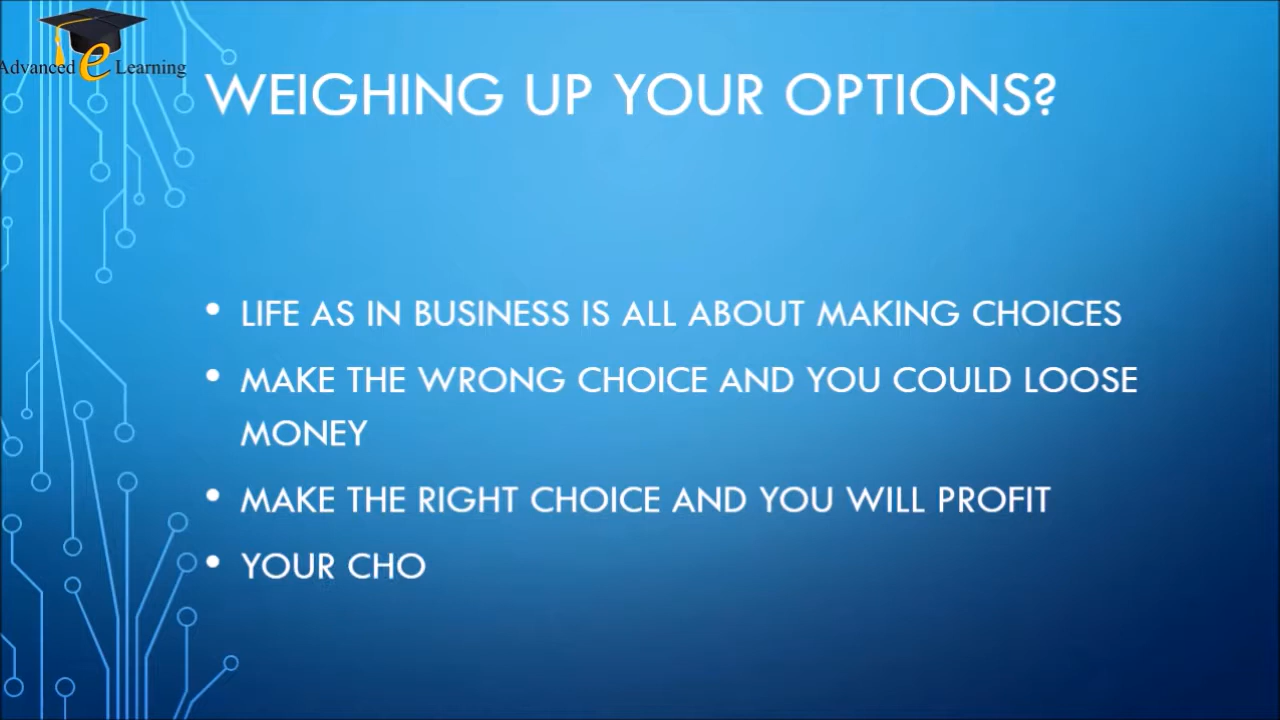 Advanced e Learning
WEIGHING UP YOUR OPTIONS?
• LIFE AS IN BUSINESS IS ALL ABOUT MAKING CHOICES
• MAKE THE WRONG CHOICE AND YOU COULD LOOSE
MONEY
• MAKE THE RIGHT CHOICE AND YOU WILL PROFIT
• YOUR CHO